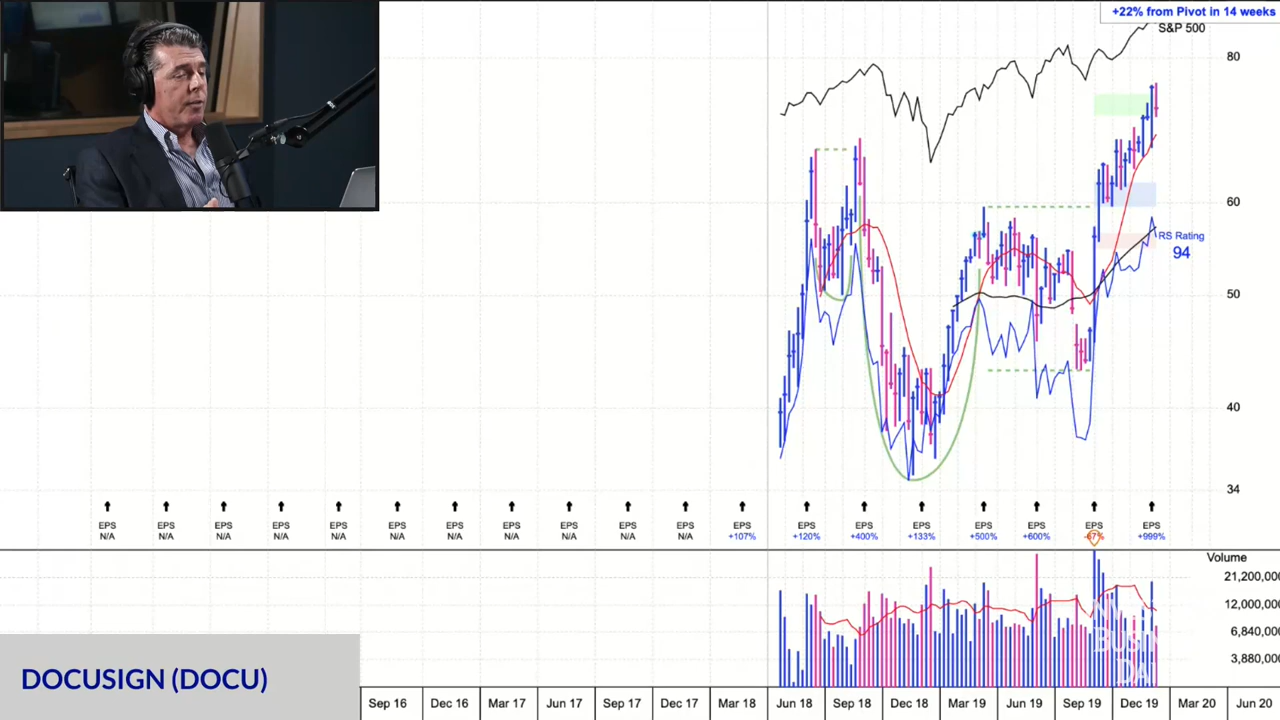 +22% from Pivot in 14 weeks
S&P 500
80
60
RS Rating
94
50
40
34
EPS EPS EPS EPS EPS EPS EPS EPS EPS EPS EPS EPS EPS EPS EPS EPS EPS EPS EPS
N/A N/A N/A N/A N/A N/A N/A N/A N/A N/A N/A +107% +120% +400% +133% +500% +600% -67% +999%
Volume
21,200,000
12,000,000
6,840,000
3,880,000
DOCUSIGN (DOCU)
Sep 16 Dec 16 Mar 17 Jun 17 Sep 17 Dec 17 Mar 18 Jun 18 Sep 18 Dec 18 Mar 19 Jun 19 Sep 19 Dec 19 Mar 20 Jun 20